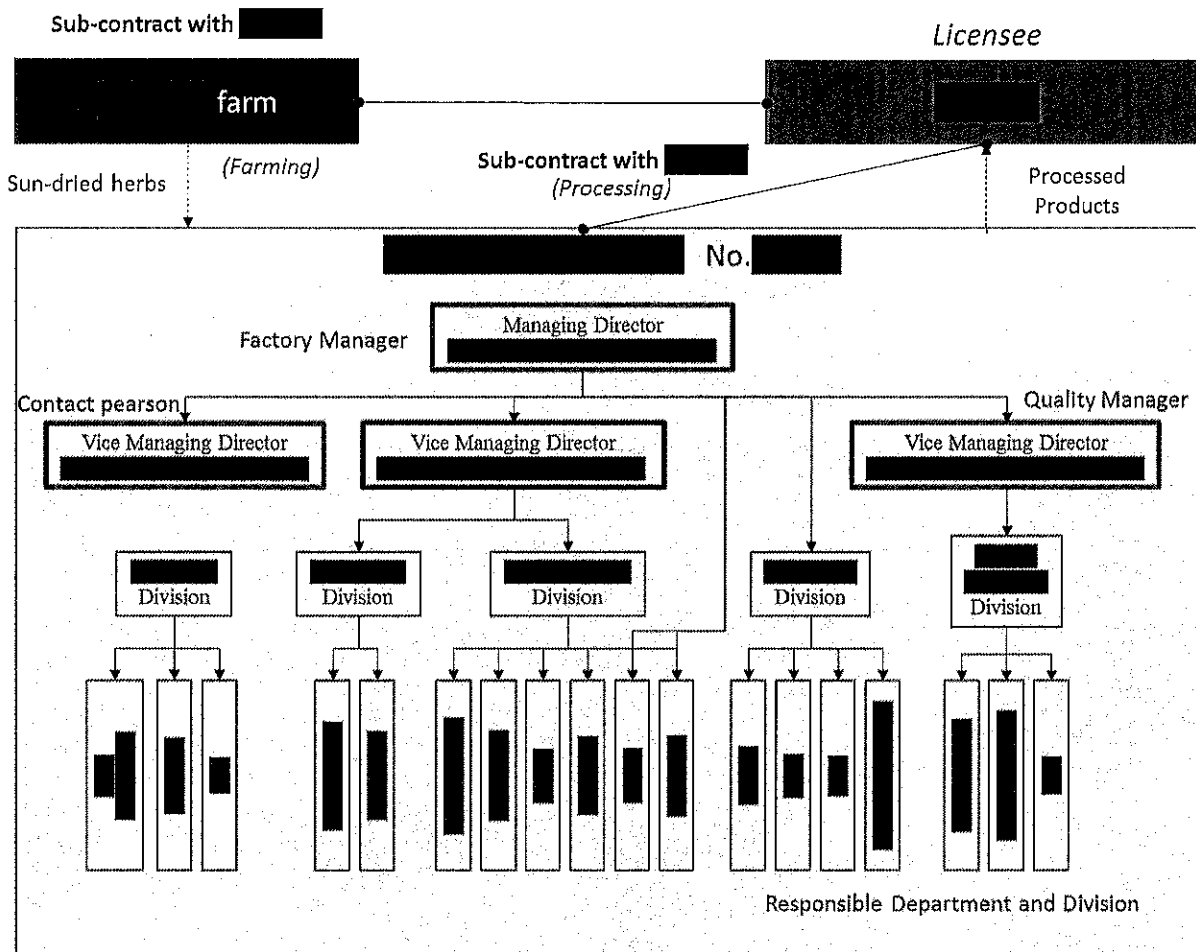 Sub-contract with
Licensee
farm
(Farming)
Sub-contract with
(Processing)
Sun-dried herbs
Processed
Products
No.
Factory Manager
Managing Director
Contact pearson
Quality Manager
Vice Managing Director
Vice Managing Director
Vice Managing Director
Division
Division
Division
Division
Division
Responsible Department and Division